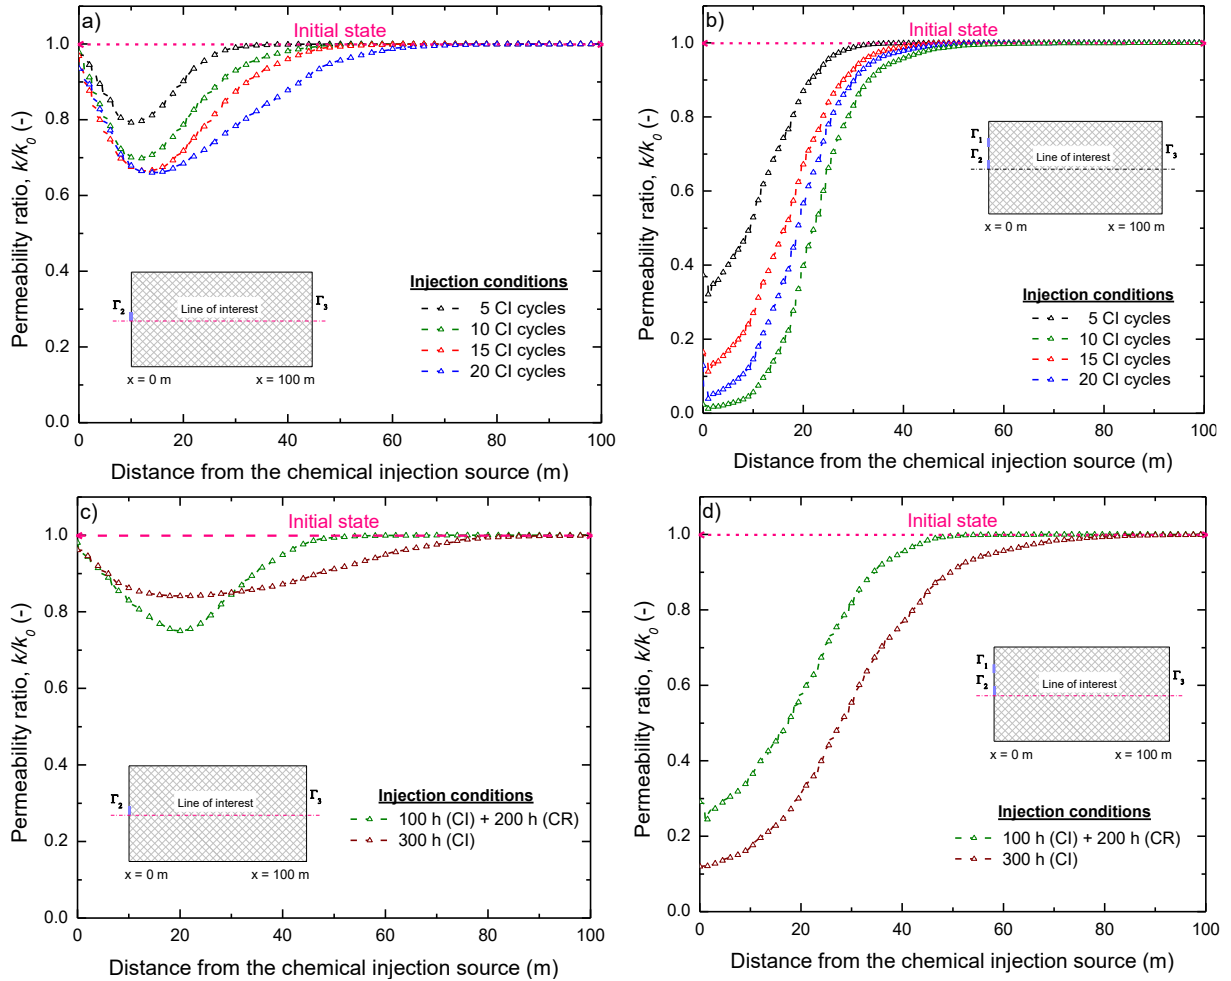 a)
Initial state
1.0
0.8
0.6
0.4
0.2
0.0
Permeability ratio, k/k0 (-)
Γ2
Line of interest
Γ3
x = 0 m
x = 100 m
Injection conditions
5 CI cycles
10 CI cycles
15 CI cycles
20 CI cycles
0 20 40 60 80 100
Distance from the chemical injection source (m)
b)
Initial state
1.0
0.8
0.6
0.4
0.2
0.0
Permeability ratio, k/k0 (-)
Γ1
Γ2
Line of interest
Γ3
x = 0 m
x = 100 m
Injection conditions
5 CI cycles
10 CI cycles
15 CI cycles
20 CI cycles
0 20 40 60 80 100
Distance from the chemical injection source (m)
c)
Initial state
1.0
0.8
0.6
0.4
0.2
0.0
Permeability ratio, k/k0 (-)
Γ2
Line of interest
Γ3
x = 0 m
x = 100 m
Injection conditions
100 h (CI) + 200 h (CR)
300 h (CI)
0 20 40 60 80 100
Distance from the chemical injection source (m)
d)
Initial state
1.0
0.8
0.6
0.4
0.2
0.0
Permeability ratio, k/k0 (-)
Γ1
Γ2
Line of interest
Γ3
x = 0 m
x = 100 m
Injection conditions
100 h (CI) + 200 h (CR)
300 h (CI)
0 20 40 60 80 100
Distance from the chemical injection source (m)